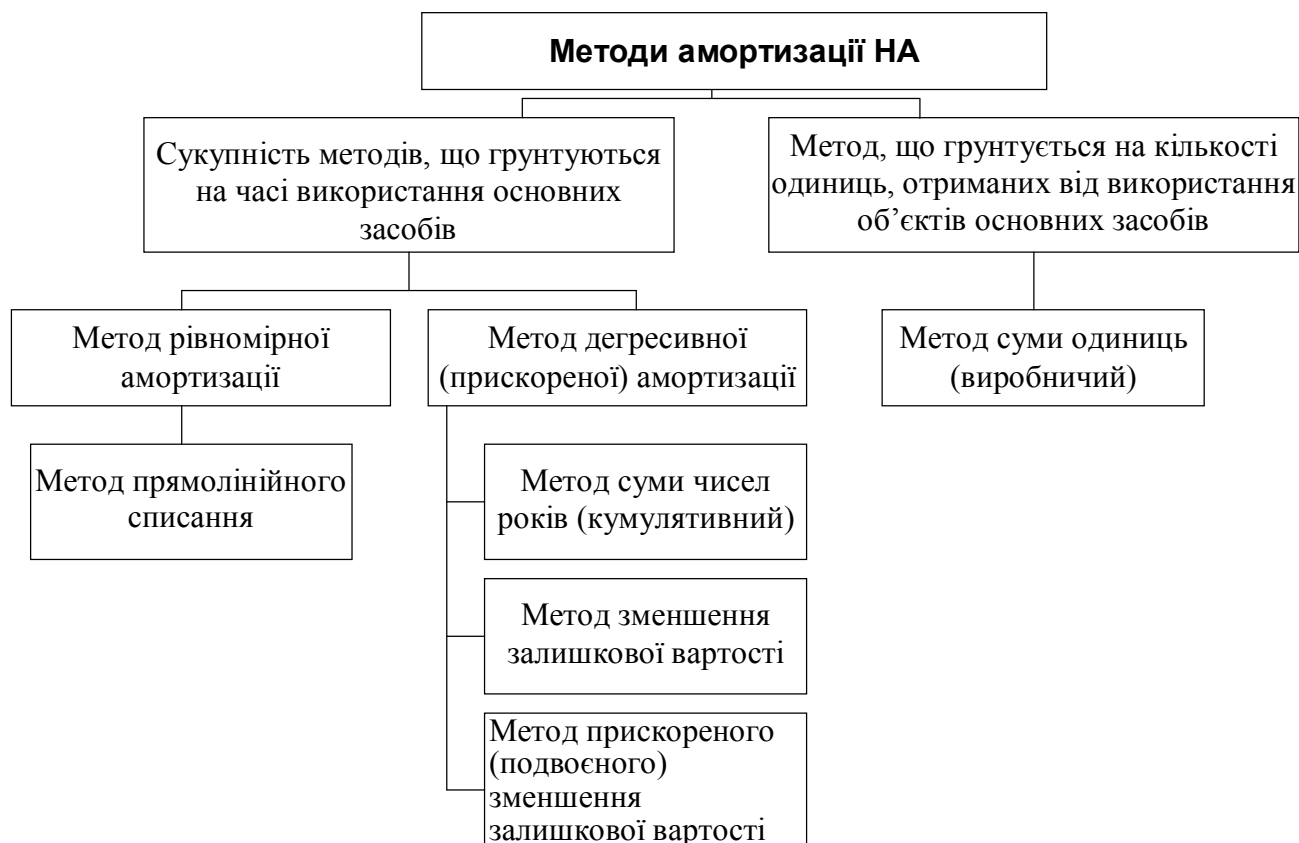 Методи амортизації НА
Сукупність методів, що грунтуються
на часі використання основних
засобів
Метод, що грунтується на кількості
одиниць, отриманих від використання
об’єктів основних засобів
Метод рівномірної
амортизації
Метод дегресивної
(прискореної) амортизації
Метод суми одиниць
(виробничий)
Метод прямолінійного
списання
Метод суми чисел
років (кумулятивний)
Метод зменшення
залишкової вартості
Метод прискореного
(подвоєного)
зменшення
залишкової вартості